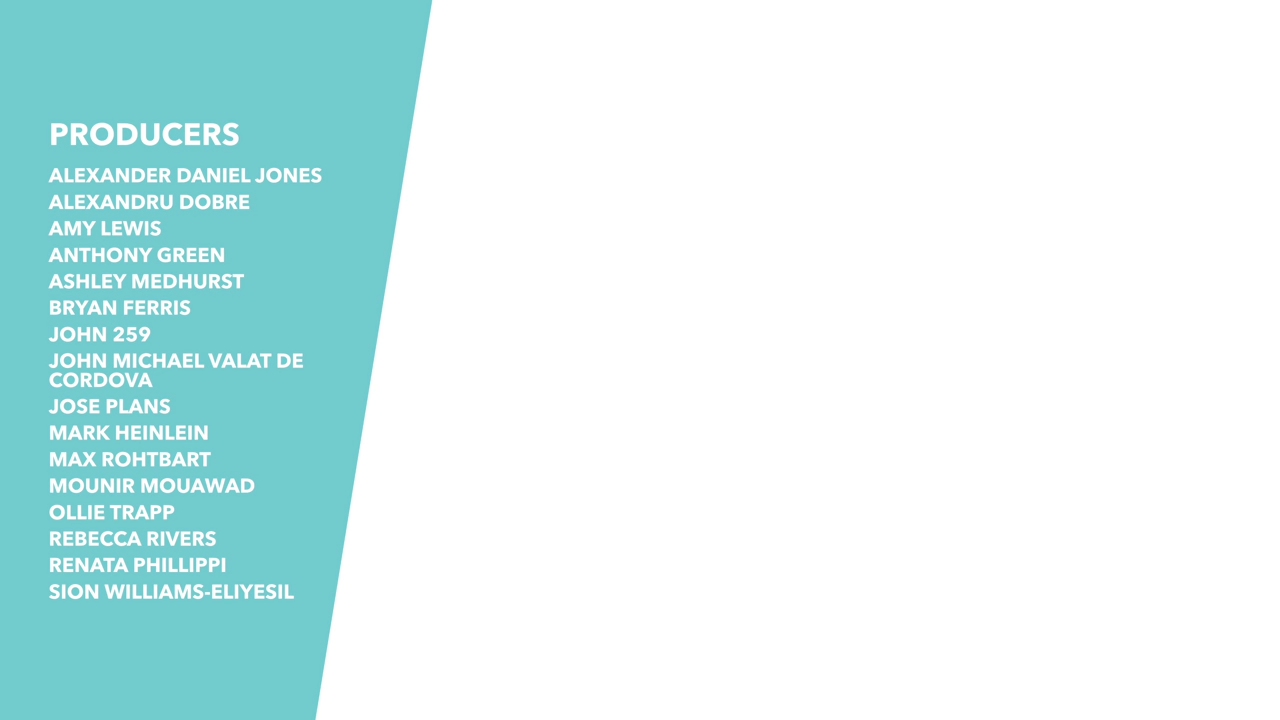 PRODUCERS
ALEXANDER DANIEL JONES
ALEXANDRU DOBRE
AMY LEWIS
ANTHONY GREEN
ASHLEY MEDHURST
BRYAN FERRIS
JOHN 259
JOHN MICHAEL VALAT DE
CORDOVA
JOSE PLANS
MARK HEINLEIN
MAX ROHTBART
MOUNIR MOUAWAD
OLLIE TRAPP
REBECCA RIVERS
RENATA PHILLIPPI
SION WILLIAMS-ELIYESIL